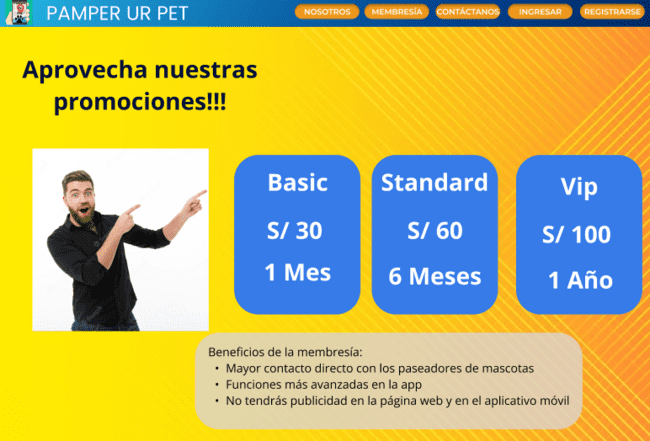 PAMPER UR PET
NOSOTROS
MEMBRESÍA
CONTÁCTANOS
INGRESAR
REGISTRARSE
Aprovecha nuestras
promociones!!!
Basic
S/ 30
1 Mes
Standard
S/ 60
6 Meses
Vip
S/ 100
1 Año
Beneficios de la membresía:
• Mayor contacto directo con los paseadores de mascotas
• Funciones más avanzadas en la app
• No tendrás publicidad en la página web y en el aplicativo móvil